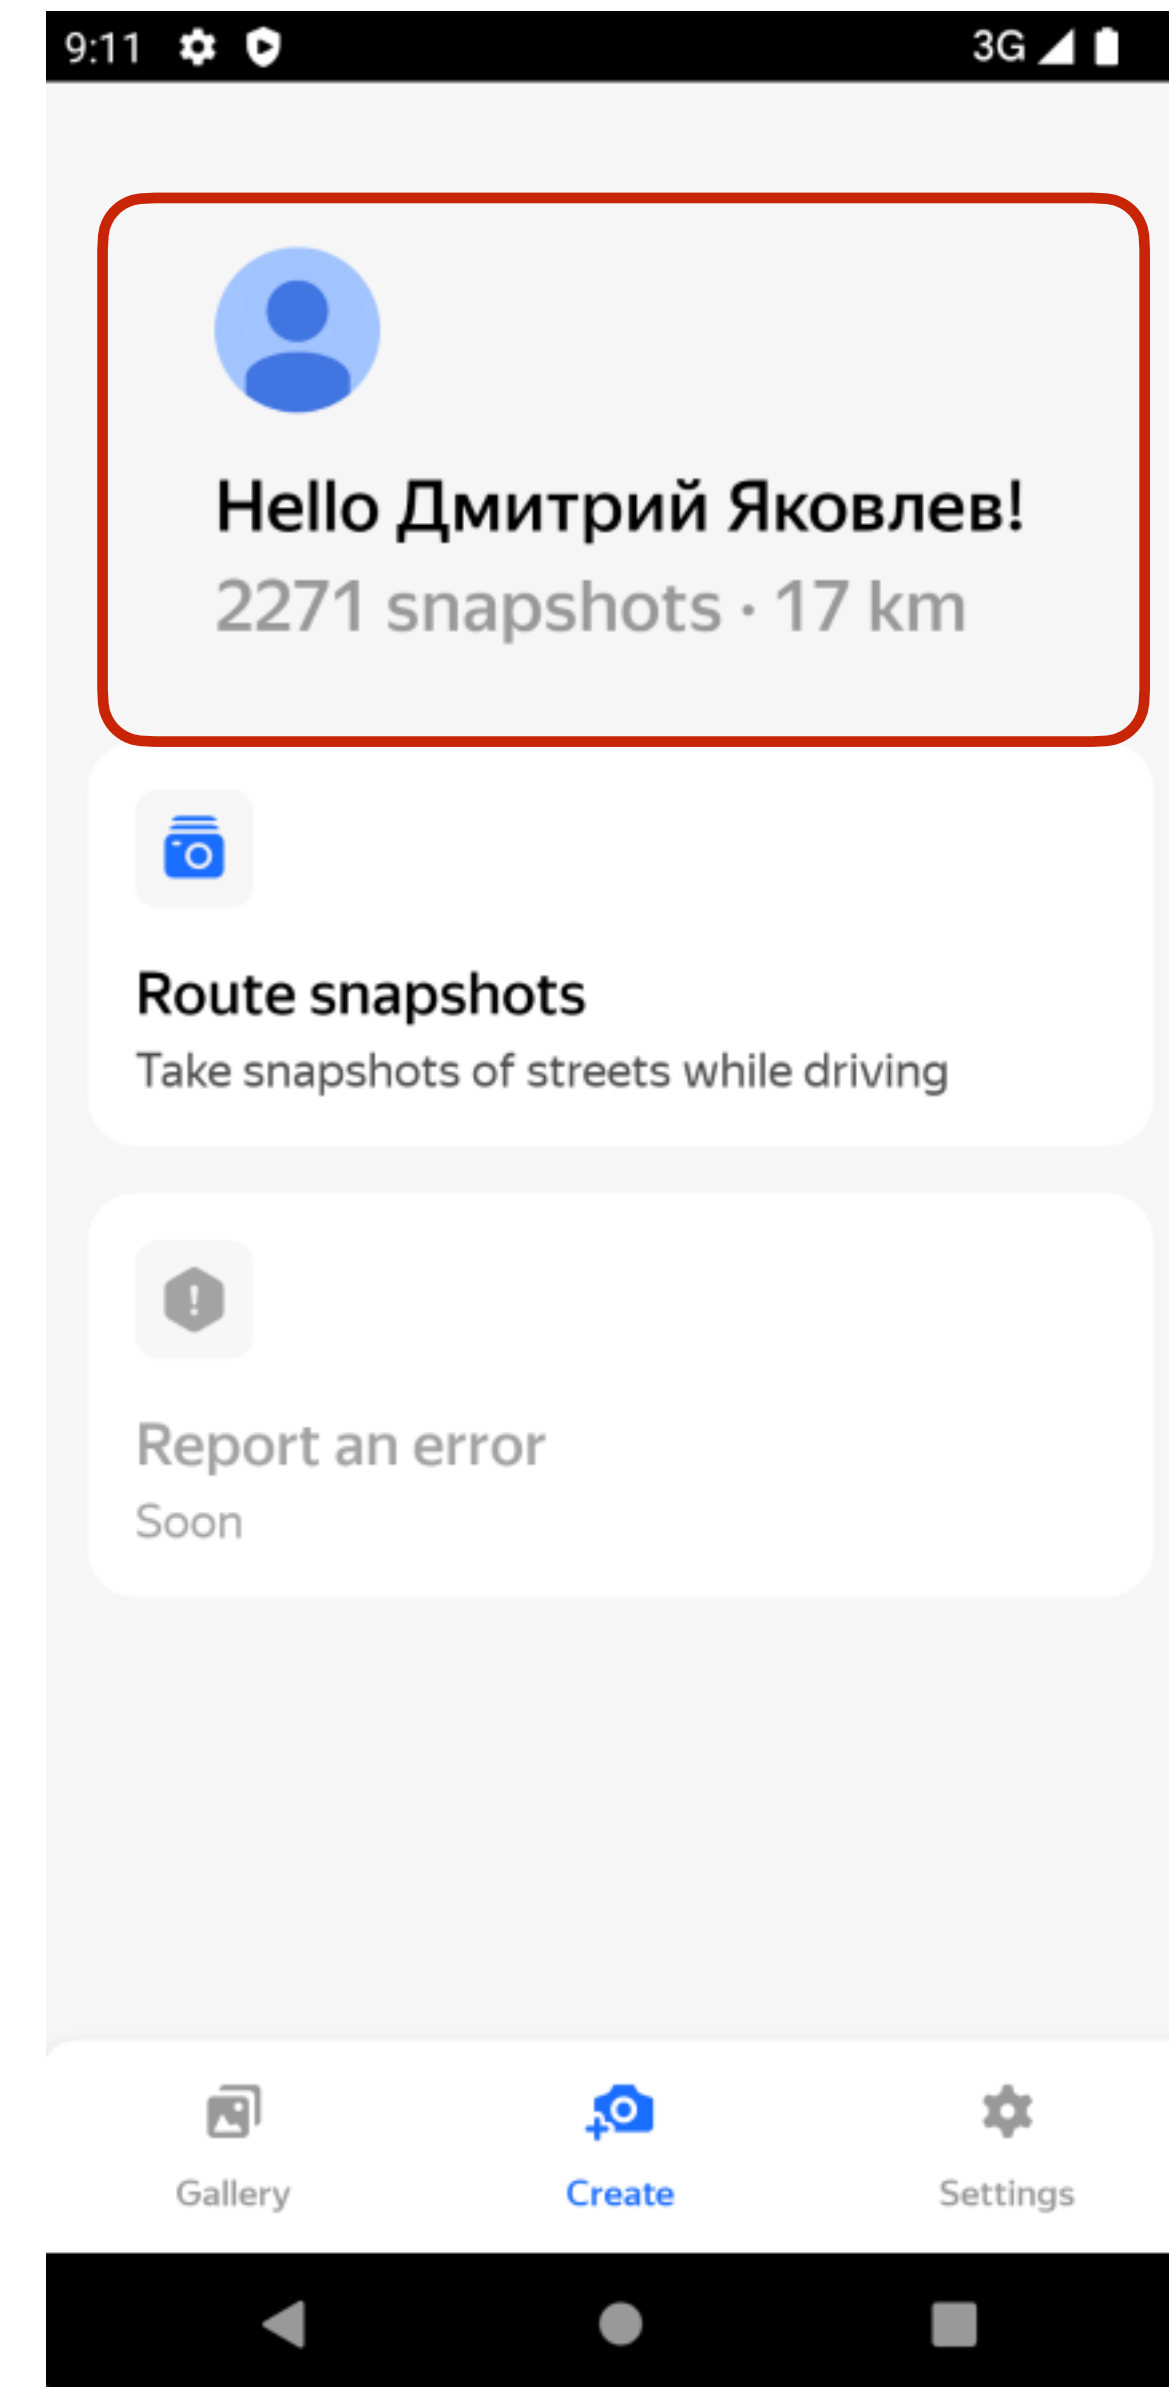 9:11
3G
Hello Дмитрий Яковлев!
2271 snapshots · 17 km
Route snapshots
Take snapshots of streets while driving
Report an error
Soon
Gallery
Create
Settings